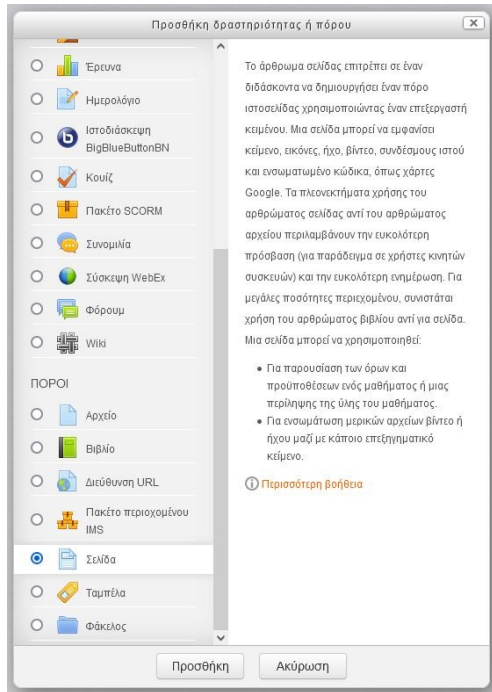 Προσθήκη δραστηριότητας ή πόρου
Έρευνα
Ημερολόγιο
Ιστοδιάσκεψη
BigBlueButtonBN
Κουίζ
Πακέτο SCORM
Συνομιλία
Σύσκεψη WebEx
Φόρουμ
Wiki
ΠΟΡΟΙ
Αρχείο
Βιβλίο
Διεύθυνση URL
Πακέτο περιοχομένου
IMS
Σελίδα
Ταμπέλα
Φάκελος
Το άρθρωμα σελίδας επιτρέπει σε έναν
διδάσκοντα να δημιουργήσει έναν πόρο
ιστοσελίδας χρησιμοποιώντας έναν επεξεργαστή
κειμένου. Μια σελίδα μπορεί να εμφανίσει
κείμενο, εικόνες, ήχο, βίντεο, συνδέσμους ιστού
και ενσωματωμένο κώδικα, όπως χάρτες
Google. Τα πλεονεκτήματα χρήσης του
αρθρώματος σελίδας αντί του αρθρώματος
αρχείου περιλαμβάνουν την ευκολότερη
πρόσβαση (για παράδειγμα σε χρήστες κινητών
συσκευών) και την ευκολότερη ενημέρωση. Για
μεγάλες ποσότητες περιεχομένου, συνιστάται
χρήση του αρθρώματος βιβλίου αντί για σελίδα.
Μια σελίδα μπορεί να χρησιμοποιηθεί:
• Για παρουσίαση των όρων και
προϋποθέσεων ενός μαθήματος ή μιας
περίληψης της ύλης του μαθήματος.
• Για ενσωμάτωση μερικών αρχείων βίντεο ή
ήχου μαζί με κάποιο επεξηγηματικό
κείμενο.
Περισσότερη βοήθεια
Προσθήκη
Ακύρωση